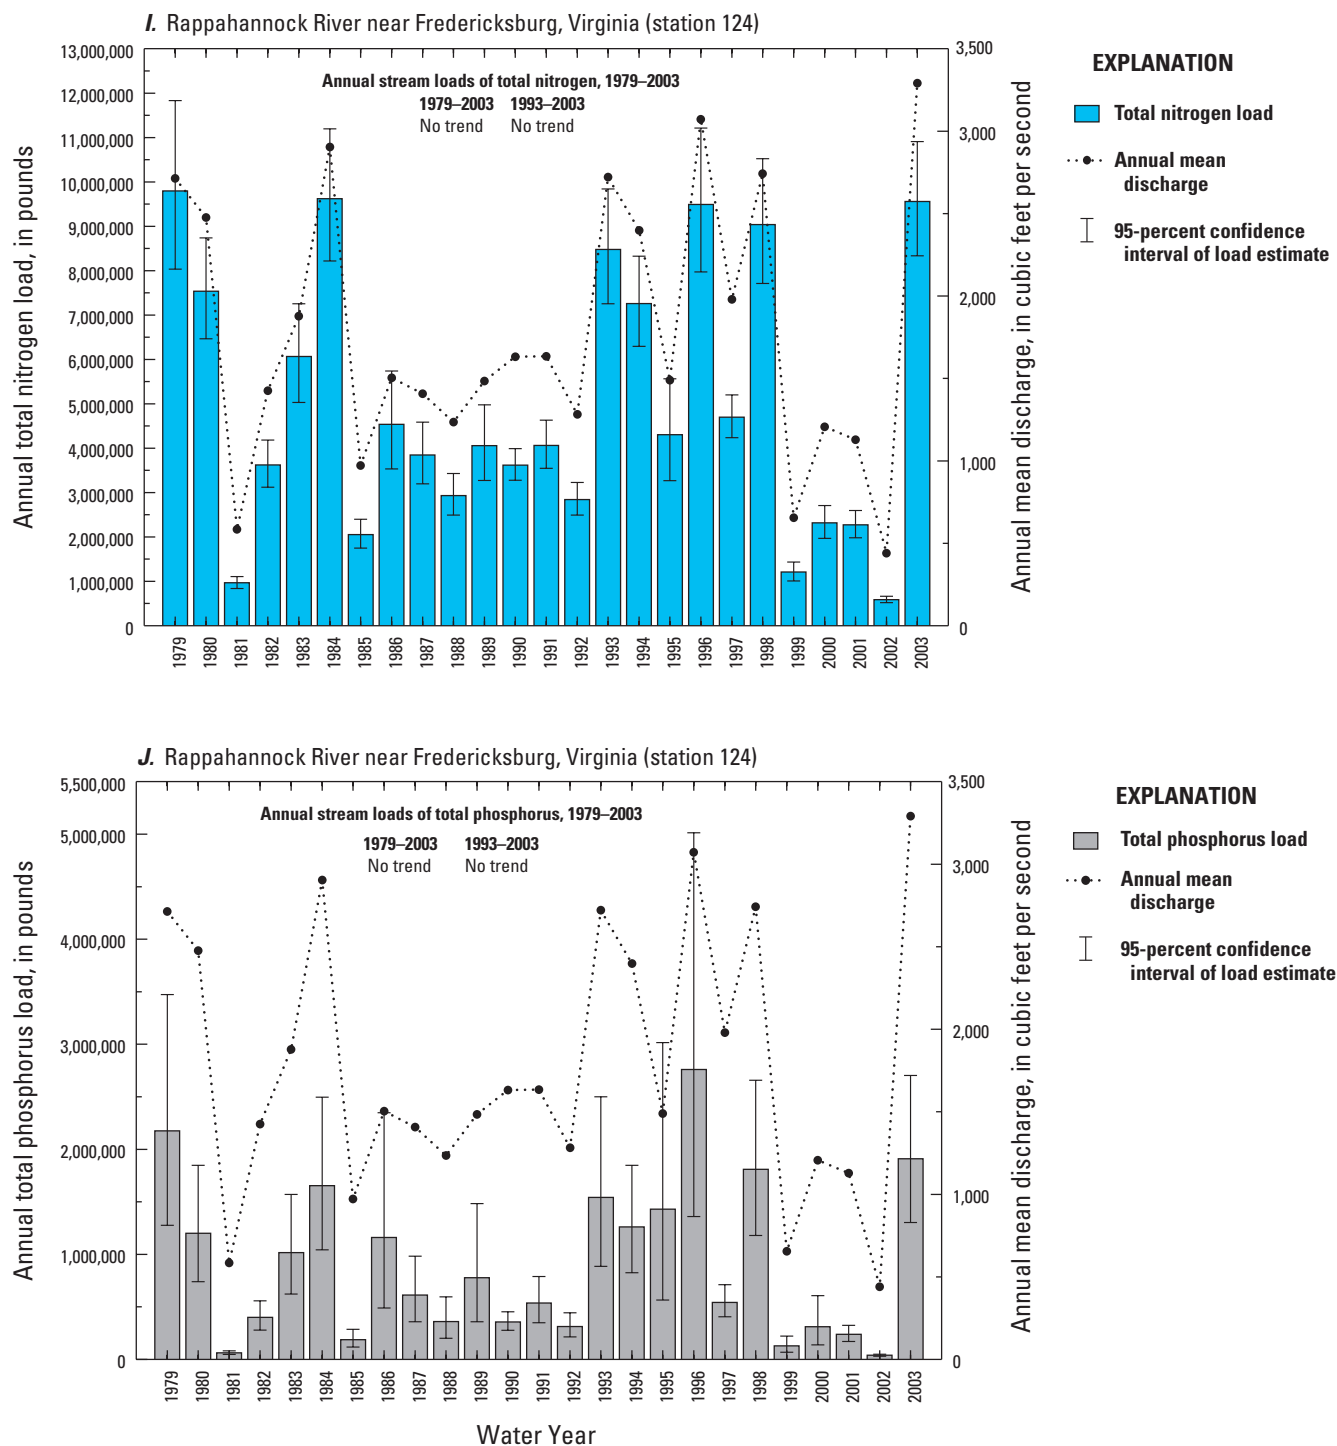 I. Rappahannock River near Fredericksburg, Virginia (station 124)
Annual total nitrogen load, in pounds
13,000,000
12,000,000
11,000,000
10,000,000
9,000,000
8,000,000
7,000,000
6,000,000
5,000,000
4,000,000
3,000,000
2,000,000
1,000,000
0
Annual stream loads of total nitrogen, 1979–2003
1979–2003 1993–2003
No trend No trend
3,500
3,000
2,000
1,000
0
Annual mean discharge, in cubic feet per second
1979 1980 1981 1982 1983 1984 1985 1986 1987 1988 1989 1990 1991 1992 1993 1994 1995 1996 1997 1998 1999 2000 2001 2002 2003
EXPLANATION
Total nitrogen load
Annual mean
discharge
95-percent confidence
interval of load estimate
J. Rappahannock River near Fredericksburg, Virginia (station 124)
Annual total phosphorus load, in pounds
5,500,000
5,000,000
4,000,000
3,000,000
2,000,000
1,000,000
0
Annual stream loads of total phosphorus, 1979–2003
1979–2003 1993–2003
No trend No trend
3,500
3,000
2,000
1,000
0
Annual mean discharge, in cubic feet per second
1979 1980 1981 1982 1983 1984 1985 1986 1987 1988 1989 1990 1991 1992 1993 1994 1995 1996 1997 1998 1999 2000 2001 2002 2003
Water Year
EXPLANATION
Total phosphorus load
Annual mean
discharge
95-percent confidence
interval of load estimate